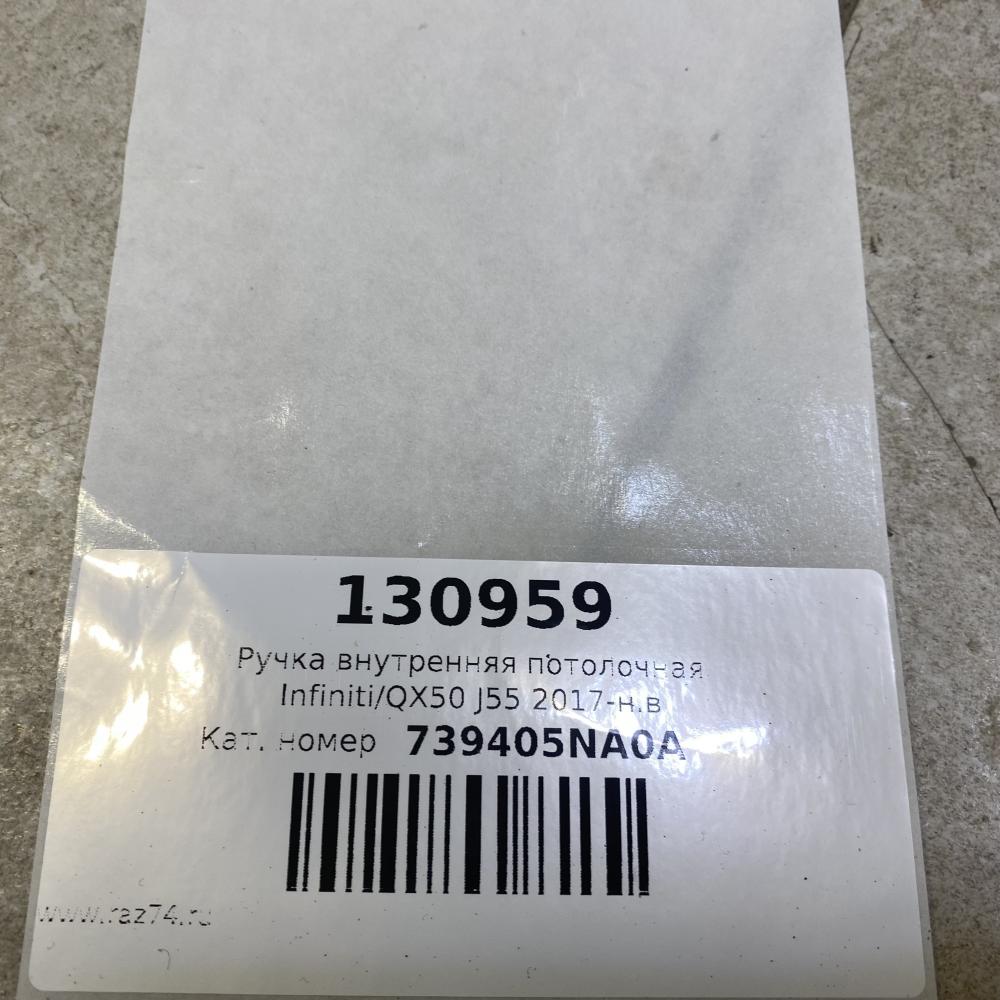 130959
Ручка внутренняя потолочная
Infiniti/QX50 J55 2017-н.в
Кат. номер 739405NA0A
www.raz74.ru